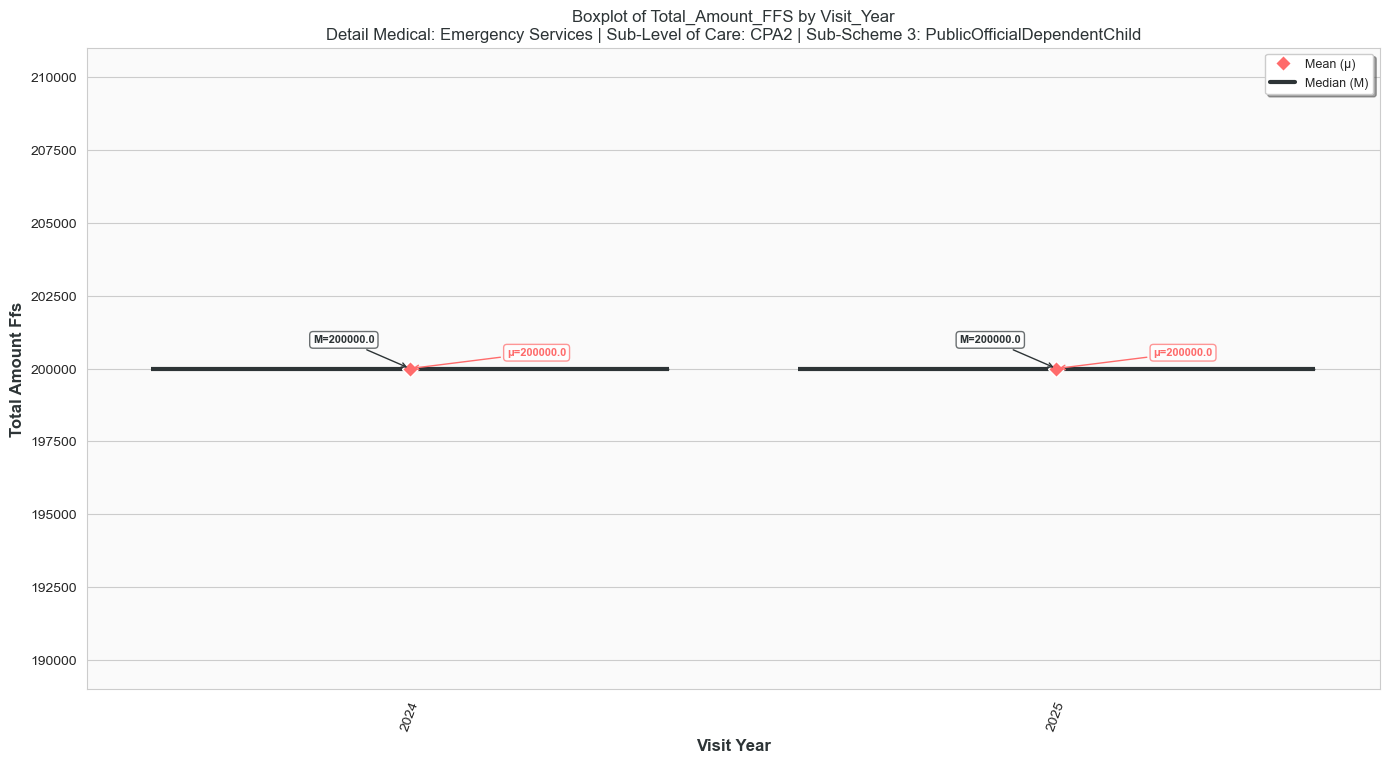 Boxplot of Total_Amount_FFS by Visit_Year
Detail Medical: Emergency Services | Sub-Level of Care: CPA2 | Sub-Scheme 3: PublicOfficialDependentChild
Mean (μ)
Median (M)
Total Amount Ffs
210000
207500
205000
202500
200000
197500
195000
192500
190000
M=200000.0
μ=200000.0
M=200000.0
μ=200000.0
2024
2025
Visit Year